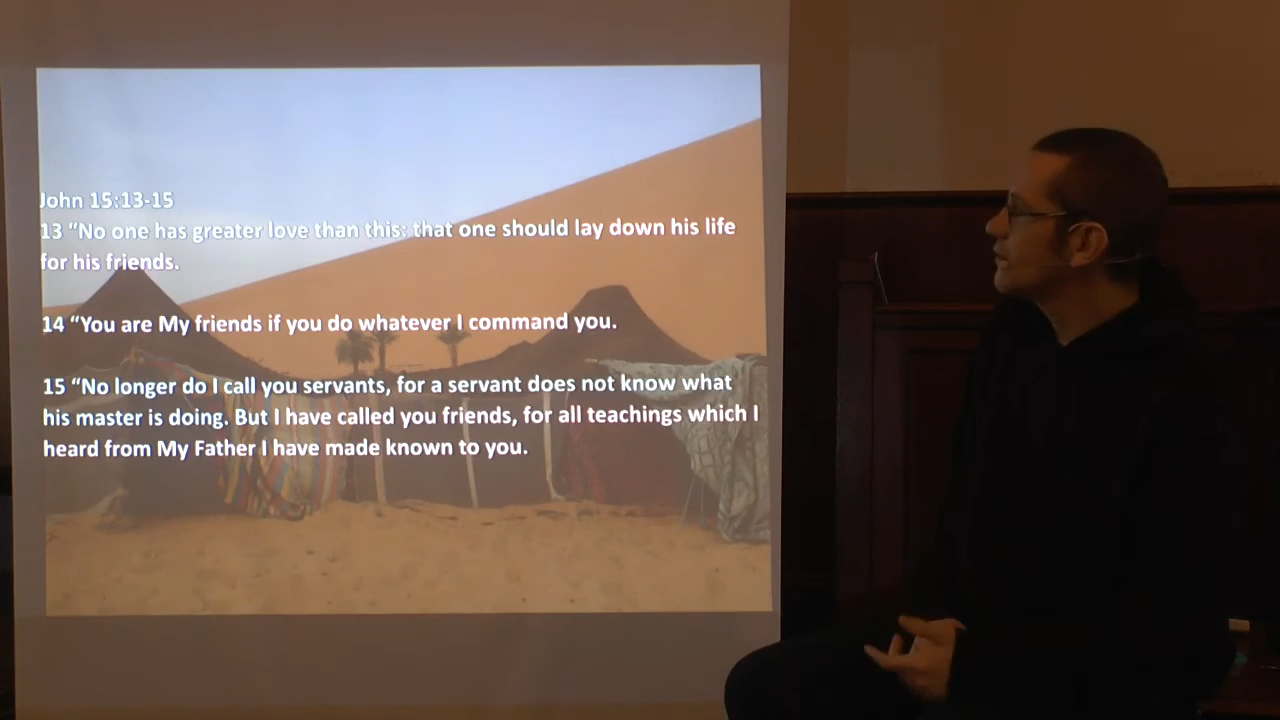 John 15:13-15
13 “No one has greater love than this: that one should lay down his life
for his friends.
14 “You are My friends if you do whatever I command you.
15 “No longer do I call you servants, for a servant does not know what
his master is doing. But I have called you friends, for all teachings which I
heard from My Father I have made known to you.